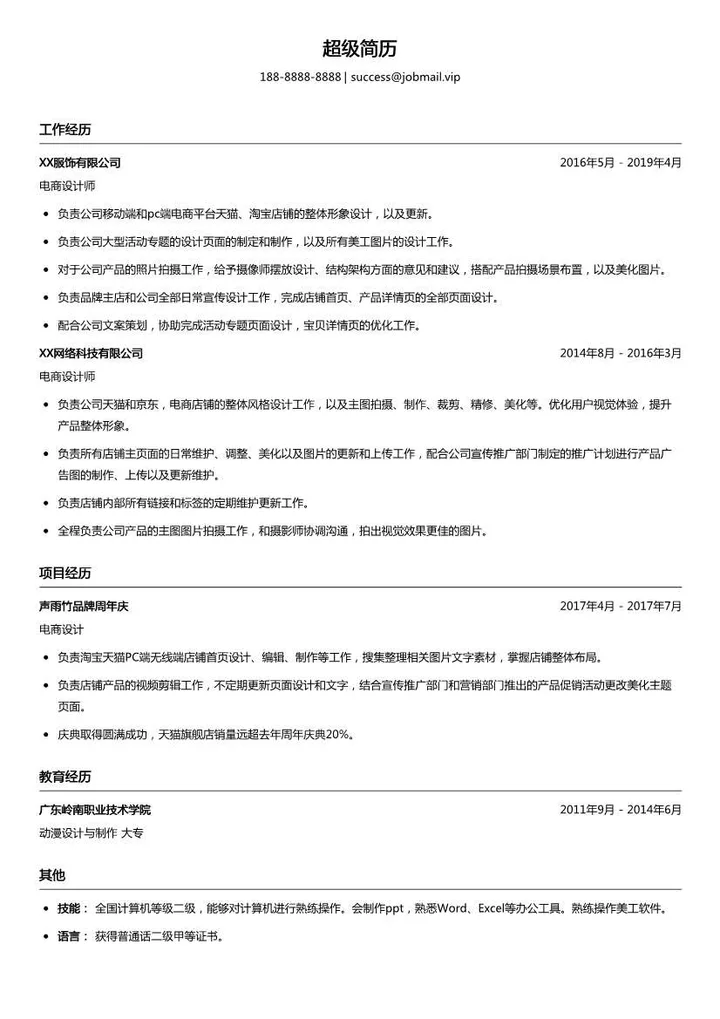 超级简历
188-8888-8888 | success@jobmail.vip
工作经历
XX服饰有限公司 2016年5月 - 2019年4月
电商设计师
• 负责公司移动端和pc端电商平台天猫、淘宝店铺的整体形象设计，以及更新。
• 负责公司大型活动专题的设计页面的制定和制作，以及所有美工图片的设计工作。
• 对于公司产品的照片拍摄工作，给予摄像师摆放设计、结构架构方面的意见和建议，搭配产品拍摄场景布置，以及美化图片。
• 负责品牌主店和公司全部日常宣传设计工作，完成店铺首页、产品详情页的全部页面设计。
• 配合公司文案策划，协助完成活动专题页面设计，宝贝详情页的优化工作。
XX网络科技有限公司 2014年8月 - 2016年3月
电商设计师
• 负责公司天猫和京东，电商店铺的整体风格设计工作，以及主图拍摄、制作、裁剪、精修、美化等。优化用户视觉体验，提升
产品整体形象。
• 负责所有店铺主页面的日常维护、调整、美化以及图片的更新和上传工作，配合公司宣传推广部门制定的推广计划进行产品广
告图的制作、上传以及更新维护。
• 负责店铺内部所有链接和标签的定期维护更新工作。
• 全程负责公司产品的主图图片拍摄工作，和摄影师协调沟通，拍出视觉效果更佳的图片。
项目经历
声雨竹品牌周年庆 2017年4月 - 2017年7月
电商设计
• 负责淘宝天猫PC端无线端店铺首页设计、编辑、制作等工作，搜集整理相关图片文字素材，掌握店铺整体布局。
• 负责店铺产品的视频剪辑工作，不定期更新页面设计和文字，结合宣传推广部门和营销部门推出的产品促销活动更改美化主题
页面。
• 庆典取得圆满成功，天猫旗舰店销量远超去年周年庆典20%。
教育经历
广东岭南职业技术学院 2011年9月 - 2014年6月
动漫设计与制作 大专
其他
• 技能： 全国计算机等级二级，能够对计算机进行熟练操作。会制作ppt，熟悉Word、Excel等办公工具。熟练操作美工软件。
• 语言： 获得普通话二级甲等证书。